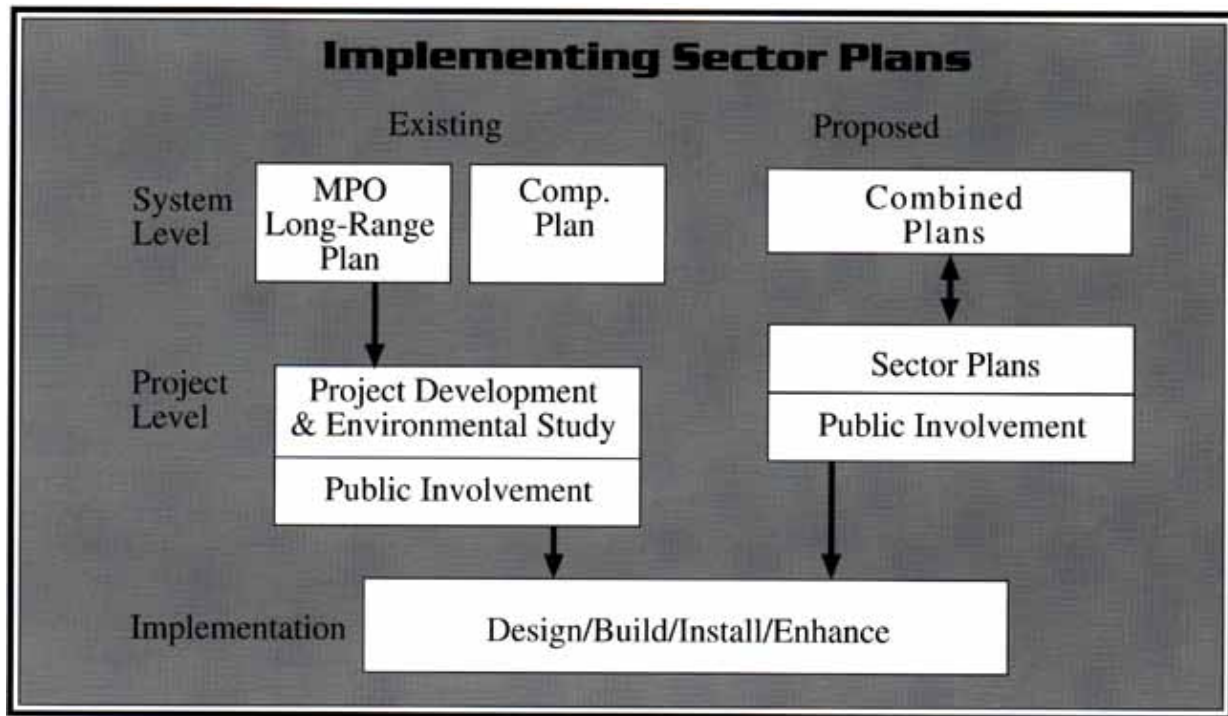 Implementing Sector Plans
Existing
Proposed
System
Level
MPO
Long-Range
Plan
Comp.
Plan
Combined
Plans
Project
Level
Project Development
& Environmental Study
Public Involvement
Sector Plans
Public Involvement
Implementation
Design/Build/Install/Enhance